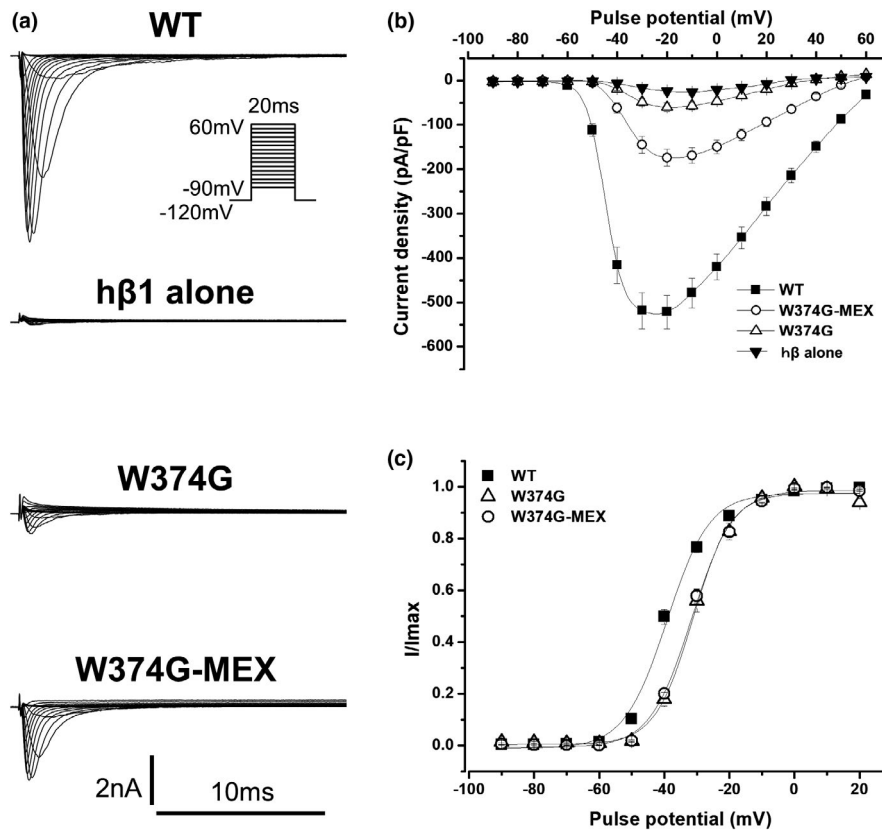 (a)
WT
20ms
60mV
-90mV
-120mV
hβ1 alone
W374G
W374G-MEX
2nA
10ms
(b)
Pulse potential (mV)
-100 -80 -60 -40 -20 0 20 40 60
0
-100
-200
-300
-400
-500
-600
Current density (pA/pF)
WT
W374G-MEX
W374G
hβ alone
(c)
WT
W374G
W374G-MEX
1.0
0.8
0.6
0.4
0.2
0.0
I/Imax
-100 -80 -60 -40 -20 0 20
Pulse potential (mV)